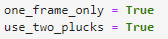 one_frame_only = True
use_two_plucks = True